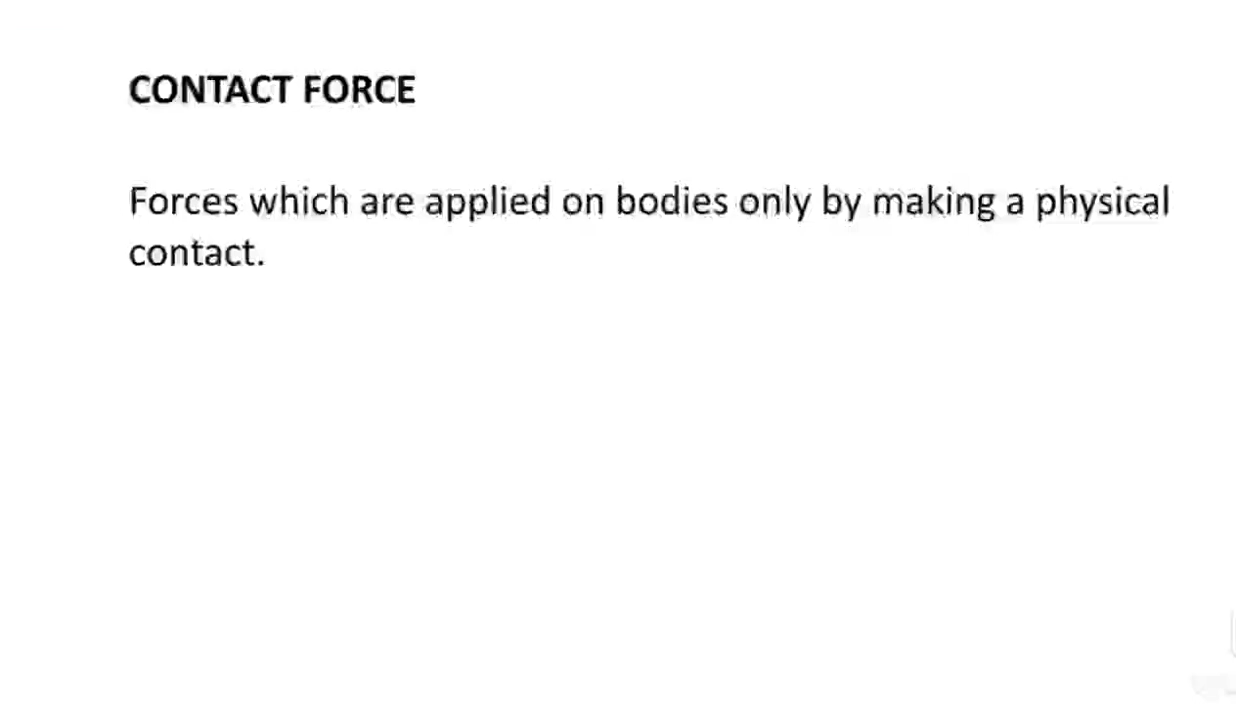 CONTACT FORCE
Forces which are applied on bodies only by making a physical
contact.